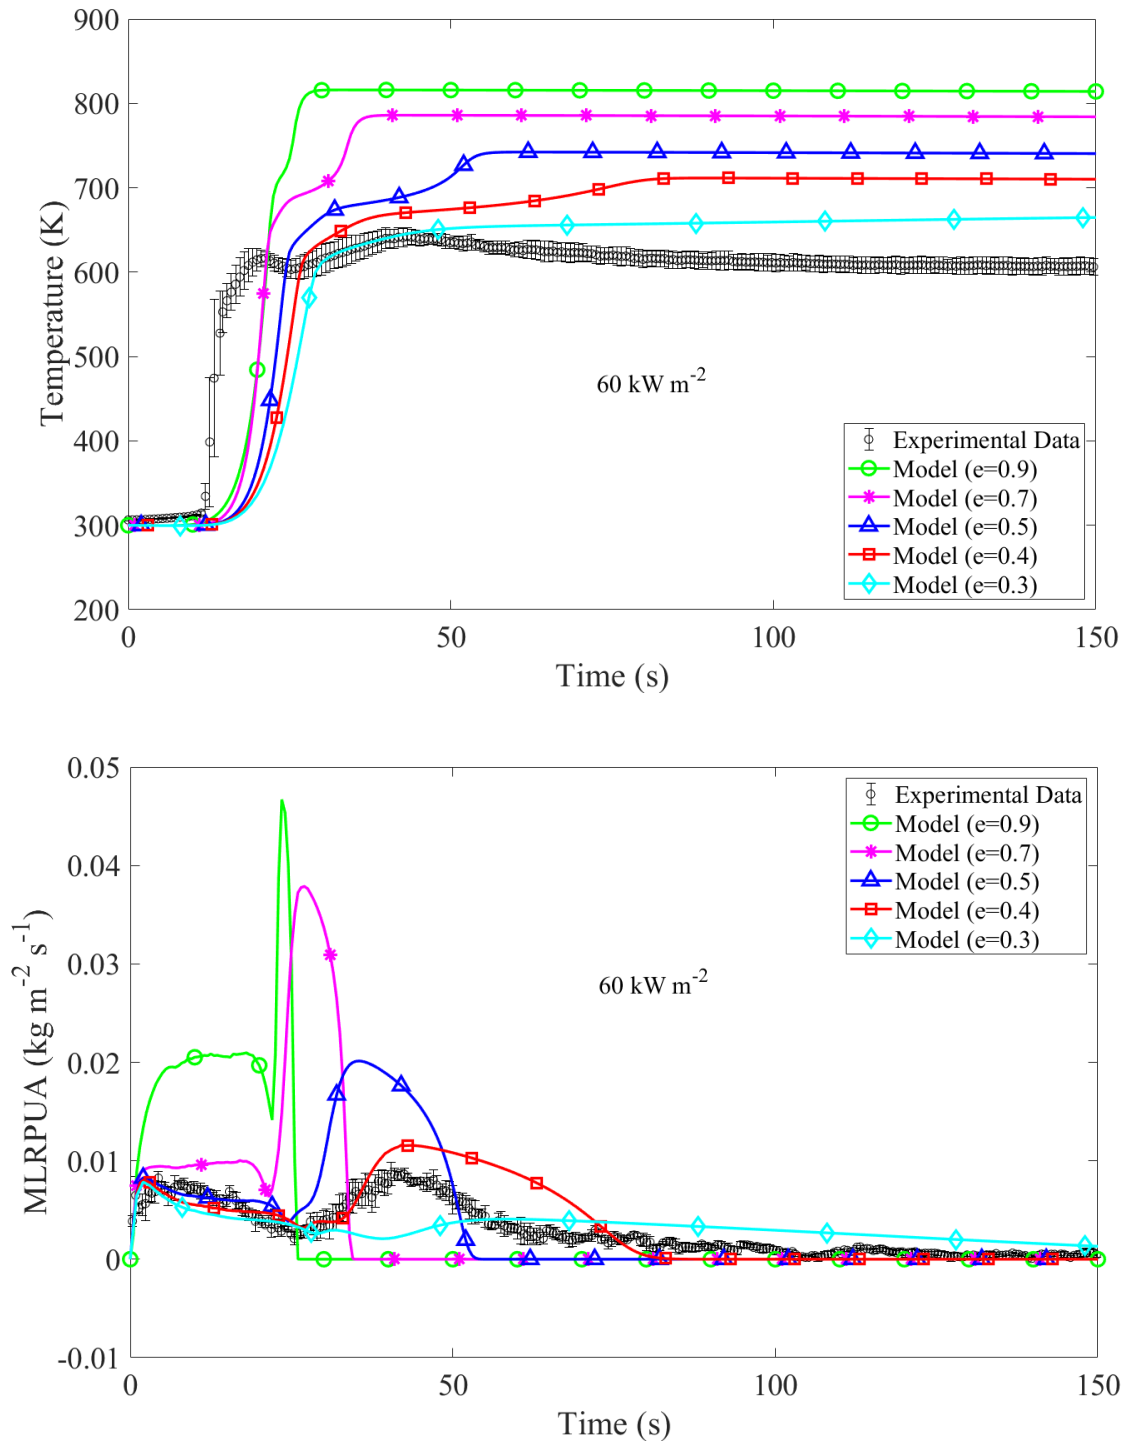 900
800
700
600
500
400
300
200
Temperature (K)
60 kW m-2
Experimental Data
Model (e=0.9)
Model (e=0.7)
Model (e=0.5)
Model (e=0.4)
Model (e=0.3)
0
50
100
150
Time (s)
0.05
0.04
0.03
0.02
0.01
0
-0.01
MLRPUA (kg m-2 s-1)
Experimental Data
Model (e=0.9)
Model (e=0.7)
Model (e=0.5)
Model (e=0.4)
Model (e=0.3)
60 kW m-2
0
50
100
150
Time (s)